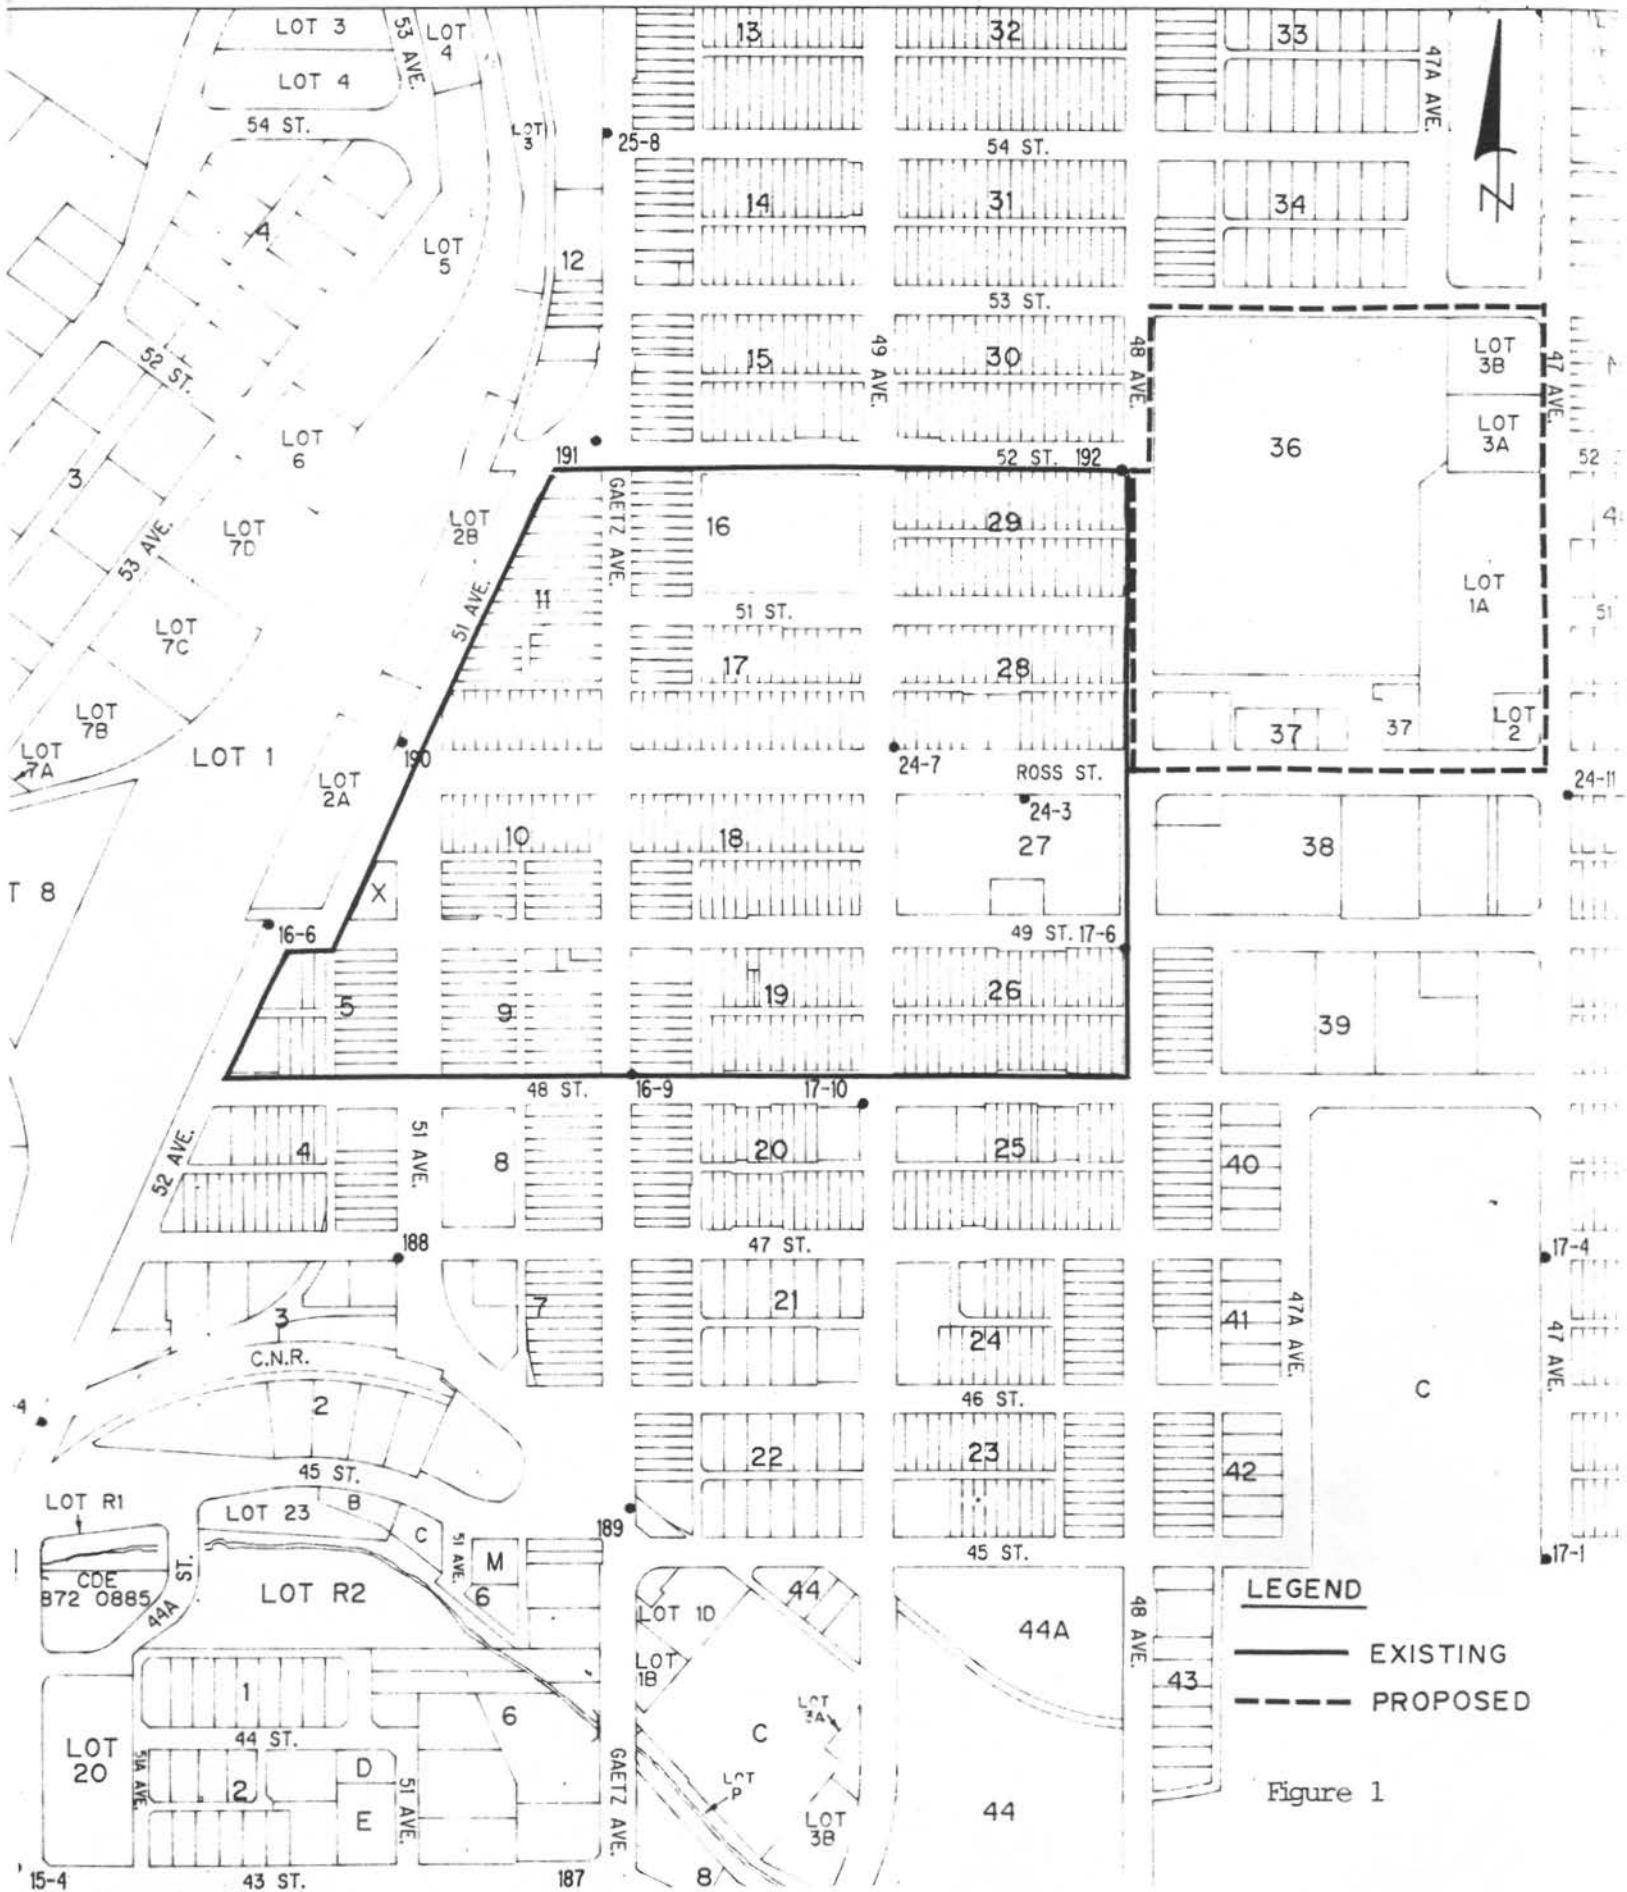 LOT 3
53 AVE.
LOT
4
13
32
33
47A AVE.
LOT 4
54 ST.
LOT
3
25-8
54 ST.
14
31
34
N
4
LOT
5
12
53 ST.
52 ST.
15
49 AVE.
30
48 AVE.
LOT
3B
47 AVE.
LOT
6
36
LOT
3A
191
52 ST.
192
52
3
GAETZ AVE.
LOT
2B
16
29
53 AVE.
LOT
7D
51 AVE.
11
LOT
1A
51 ST.
51
LOT
7C
17
28
LOT
7B
37
37
LOT
2
LOT
7A
LOT 1
190
24-7
ROSS ST.
24-11
LOT
2A
24-3
10
18
27
38
T 8
X
16-6
49 ST.
17-6
5
9
19
26
39
48 ST.
16-9
17-10
52 AVE.
4
51 AVE.
8
20
25
40
188
47 ST.
17-4
3
7
21
24
41
47A AVE.
47 AVE.
C.N.R.
46 ST.
C
-4
2
22
23
42
45 ST.
LOT R1
LOT 23
B
C
189
45 ST.
17-1
51 AVE.
M
CDE
872 0885
44A
ST.
LOT R2
6
44
LOT 1D
44A
48 AVE.
LEGEND
LOT
1B
EXISTING
1
43
PROPOSED
6
LOT
3A
C
LOT
20
44 ST.
51A AVE.
D
GAETZ AVE.
LOT
P
2
51 AVE.
E
LOT
3B
44
Figure 1
15-4
43 ST.
187
8